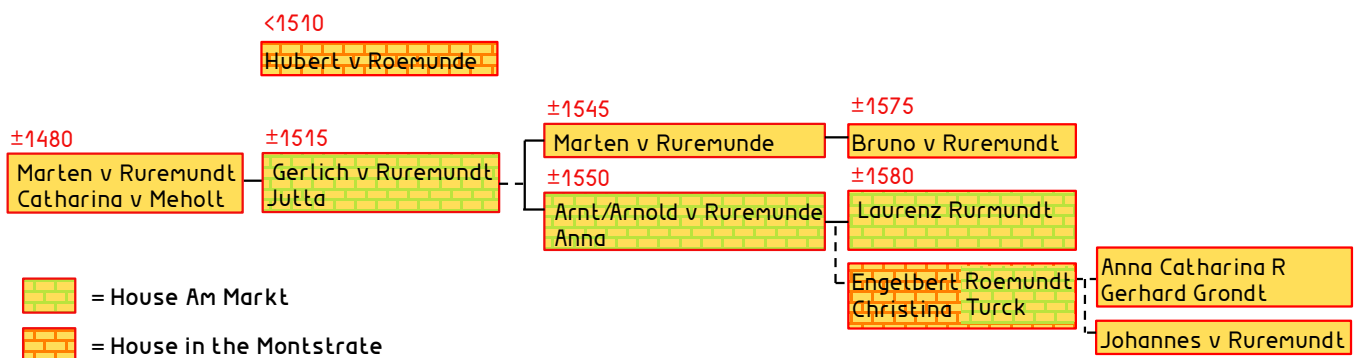 <1510
Hubert v Roemunde
±1480
Marten v Ruremundt
Catharina v Meholt
±1515
Gerlich v Ruremundt
Jutta
±1545
Marten v Ruremunde
±1575
Bruno v Ruremundt
±1550
Arnt/Arnold v Ruremunde
Anna
±1580
Laurenz Rurmundt
Engelbert Roemundt
Christina Turck
Anna Catharina R
Gerhard Grondt
Johannes v Ruremundt
= House Am Markt
= House in the Montstrate